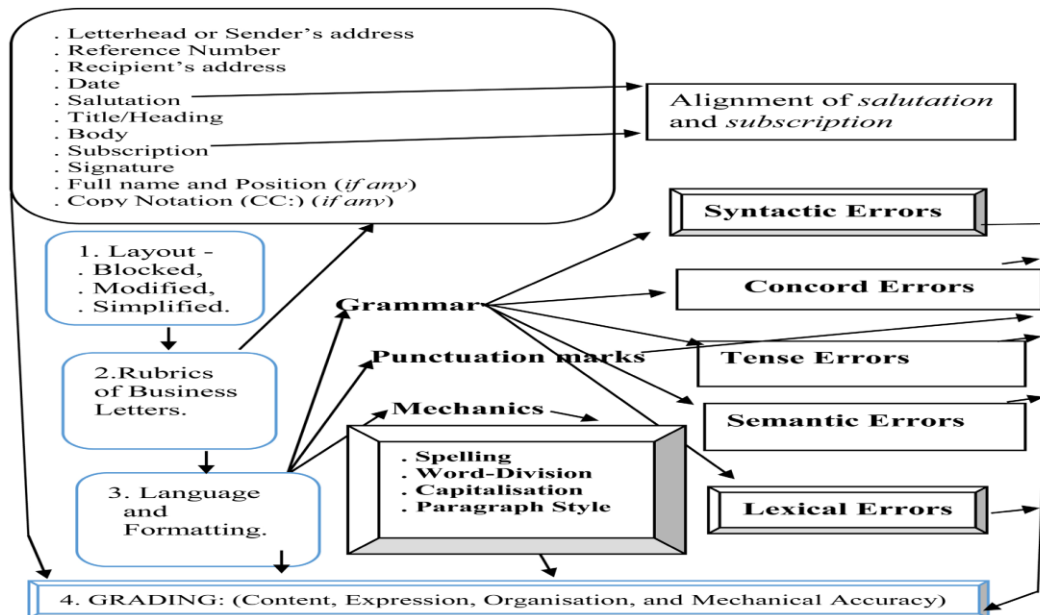 . Letterhead or Sender's address
. Reference Number
. Recipient's address
. Date
. Salutation
. Title/Heading
. Body
. Subscription
. Signature
. Full name and Position (if any)
. Copy Notation (CC:) (if any)
Alignment of salutation
and subscription
1. Layout -
. Blocked,
. Modified,
. Simplified.
2.Rubrics
of Business
Letters.
3. Language
and
Formatting.
Grammar
Punctuation marks
Mechanics
. Spelling
. Word-Division
. Capitalisation
. Paragraph Style
Syntactic Errors
Concord Errors
Tense Errors
Semantic Errors
Lexical Errors
4. GRADING: (Content, Expression, Organisation, and Mechanical Accuracy)